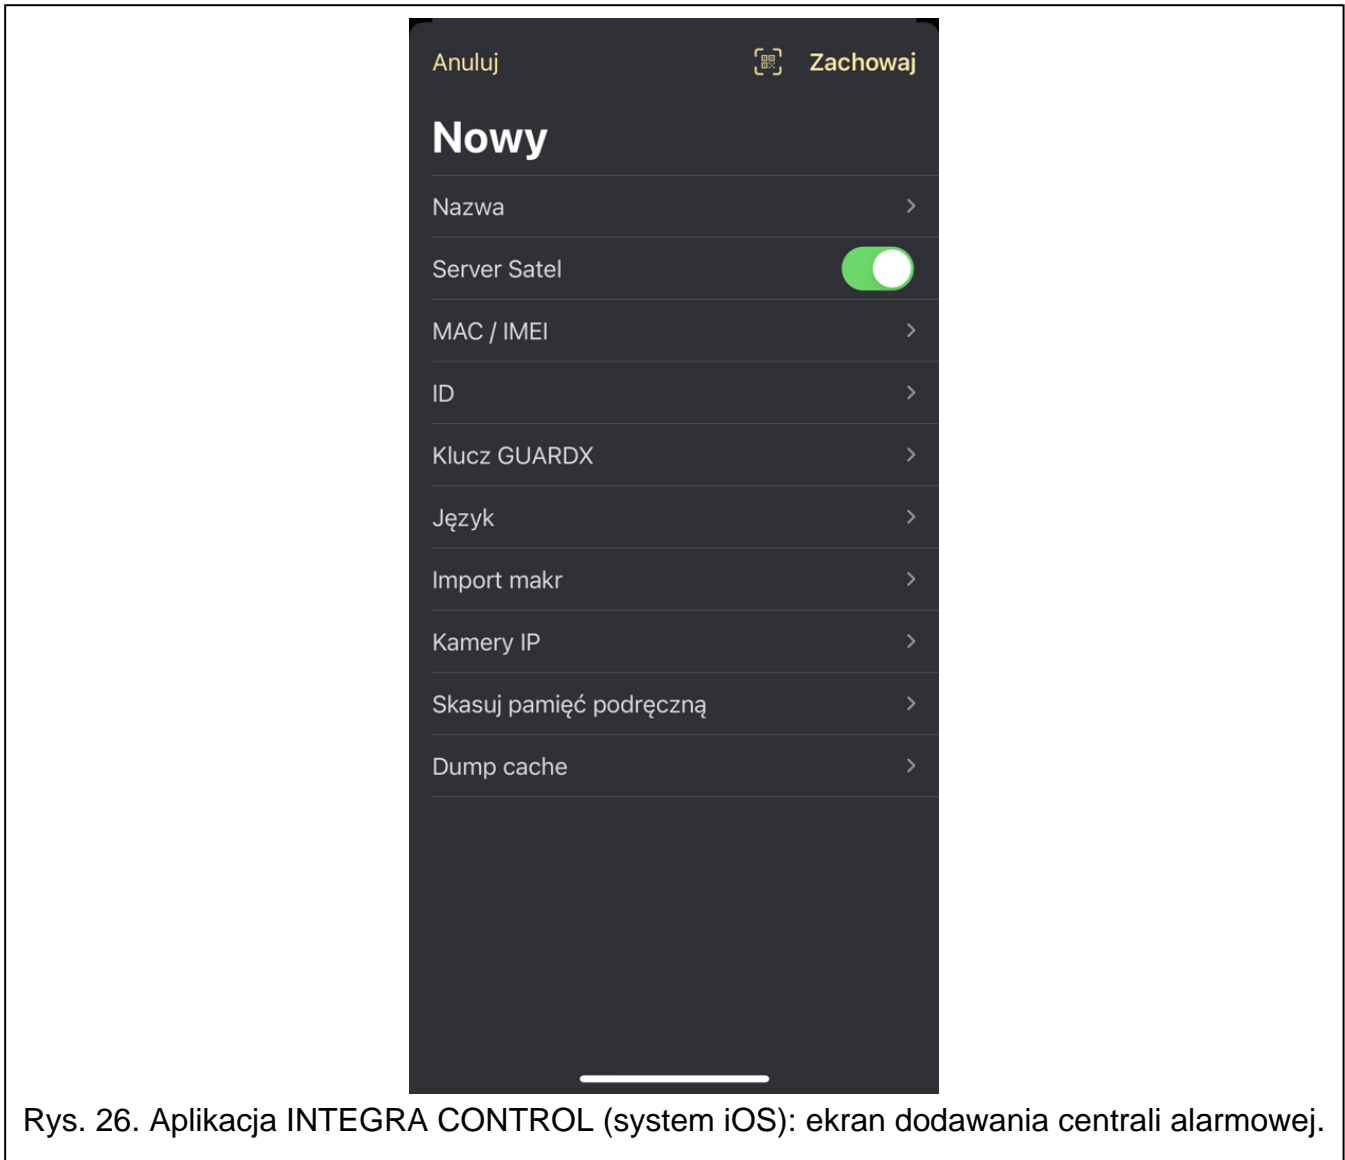 Anuluj Zachowaj
Nowy
Nazwa
Server Satel
MAC / IMEI
ID
Klucz GUARDX
Język
Import makr
Kamery IP
Skasuj pamięć podręczną
Dump cache
Rys. 26. Aplikacja INTEGRA CONTROL (system iOS): ekran dodawania centrali alarmowej.